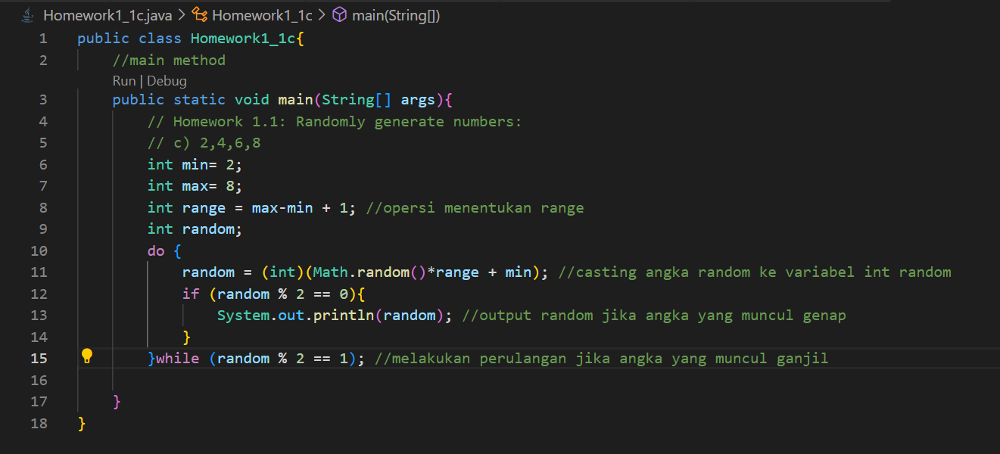 Homework1_1c.java > Homework1_1c > main(String[])
1 public class Homework1_1c{
2 //main method
Run | Debug
3 public static void main(String[] args){
4 // Homework 1.1: Randomly generate numbers:
5 // c) 2,4,6,8
6 int min= 2;
7 int max= 8;
8 int range = max-min + 1; //opersi menentukan range
9 int random;
10 do {
11 random = (int)(Math.random()*range + min); //casting angka random ke variabel int random
12 if (random % 2 == 0){
13 System.out.println(random); //output random jika angka yang muncul genap
14 }
15 }while (random % 2 == 1); //melakukan perulangan jika angka yang muncul ganjil
16
17 }
18 }